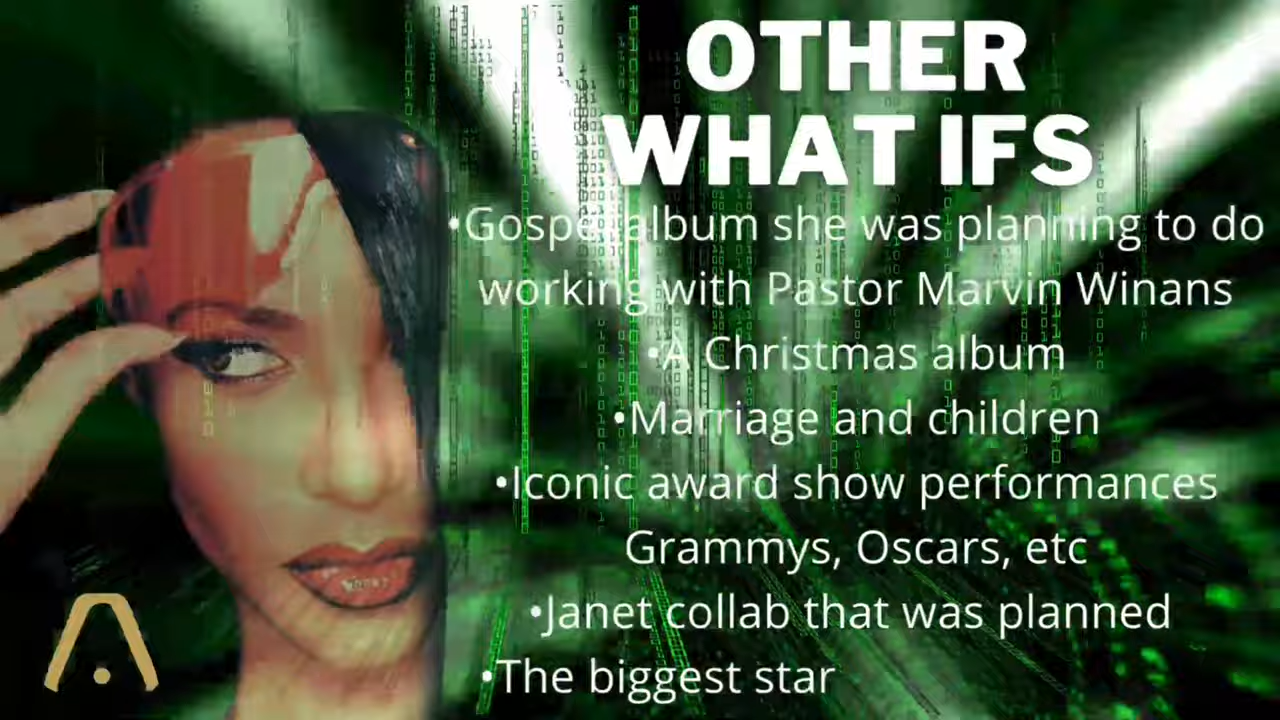 OTHER
WHAT IFS
•Gospel album she was planning to do
working with Pastor Marvin Winans
•A Christmas album
•Marriage and children
•Iconic award show performances
Grammys, Oscars, etc
•Janet collab that was planned
•The biggest star